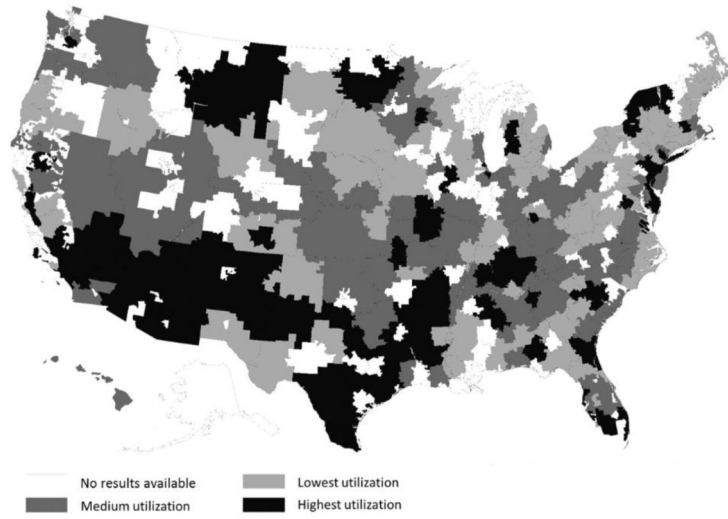 No results available
Lowest utilization
Medium utilization
Highest utilization